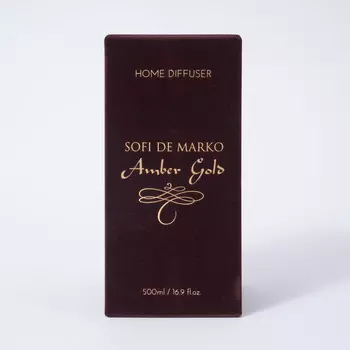 HOME DIFFUSER
SOFI DE MARKO
Amber Gold
500ml / 16.9 fl oz.